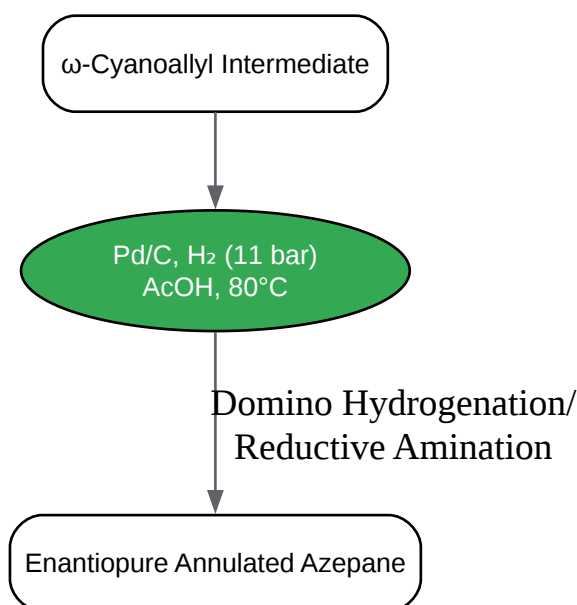 ω-Cyanoallyl Intermediate
Pd/C, H₂ (11 bar)
AcOH, 80°C
Domino Hydrogenation/
Reductive Amination
Enantiopure Annulated Azepane